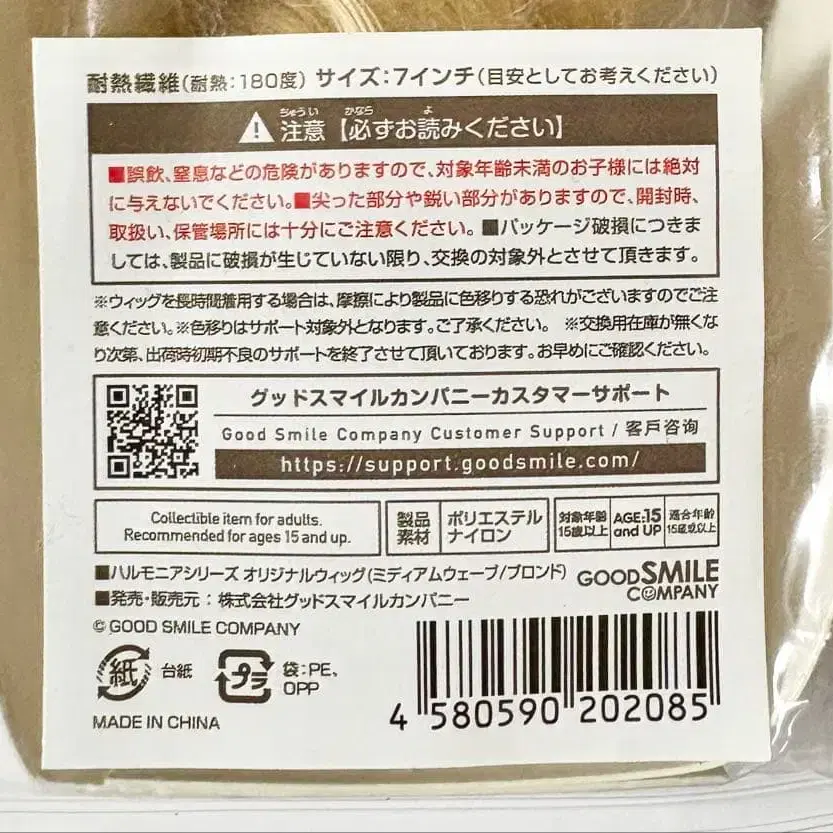 耐熱繊維(耐熱:180度) サイズ:7インチ(目安としてお考えください)
ちゅうい かなら よ
注意【必ずお読みください】
■誤飲、窒息などの危険がありますので、対象年齢未満のお子様には絶対
に与えないでください。■尖った部分や鋭い部分がありますので、開封時、
取扱い、保管場所には十分にご注意ください。 ■パッケージ破損につきま
しては、製品に破損が生じていない限り、交換の対象外とさせて頂きます。
※ウィッグを長時間着用する場合は、摩擦により製品に色移りする恐れがございますのでご注
意ください。※色移りはサポート対象外となります。ご了承ください。 ※交換用在庫が無くな
り次第、出荷時初期不良のサポートを終了させて頂いております。お早めにご確認ください。
グッドスマイルカンパニーカスタマーサポート
Good Smile Company Customer Support / 客戶咨询
https://support.goodsmile.com/
Collectible item for adults.
Recommended for ages 15 and up.
製品
素材
ポリエステル
ナイロン
対象年齢
15歳以上
AGE:15
and UP
適合年齢
15歳或以上
■ハルモニアシリーズ オリジナルウィッグ(ミディアムウェーブ/ブロンド)
■発売・販売元:株式会社グッドスマイルカンパニー
GOOD SMILE
COMPANY
© GOOD SMILE COMPANY
紙 台紙
プラ 袋:PE、
OPP
MADE IN CHINA
4 580590 202085